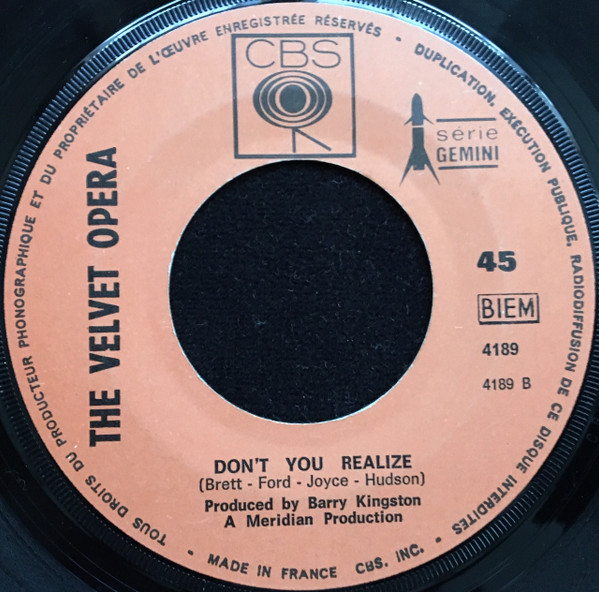 TOUS DROITS DU PRODUCTEUR PHONOGRAPHIQUE ET DU PROPRIÉTAIRE DE L'ŒUVRE ENREGISTRÉE RÉSERVÉS - DUPLICATION, EXÉCUTION PUBLIQUE, RADIODIFFUSION DE CE DISQUE INTERDITES - MADE IN FRANCE CBS. INC. -
CBS
série
GEMINI
THE VELVET OPERA
45
BIEM
4189
4189 B
DON'T YOU REALIZE
(Brett - Ford - Joyce - Hudson)
Produced by Barry Kingston
A Meridian Production